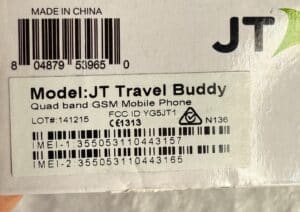 MADE IN CHINA
JT
8 04879 53965 0
Model:JT Travel Buddy
Quad band GSM Mobile Phone
LOT#:141215 FCC ID YG5JT1
CE1313 N136
IMEI-1 355053110443157
IMEI-2 355053110443165